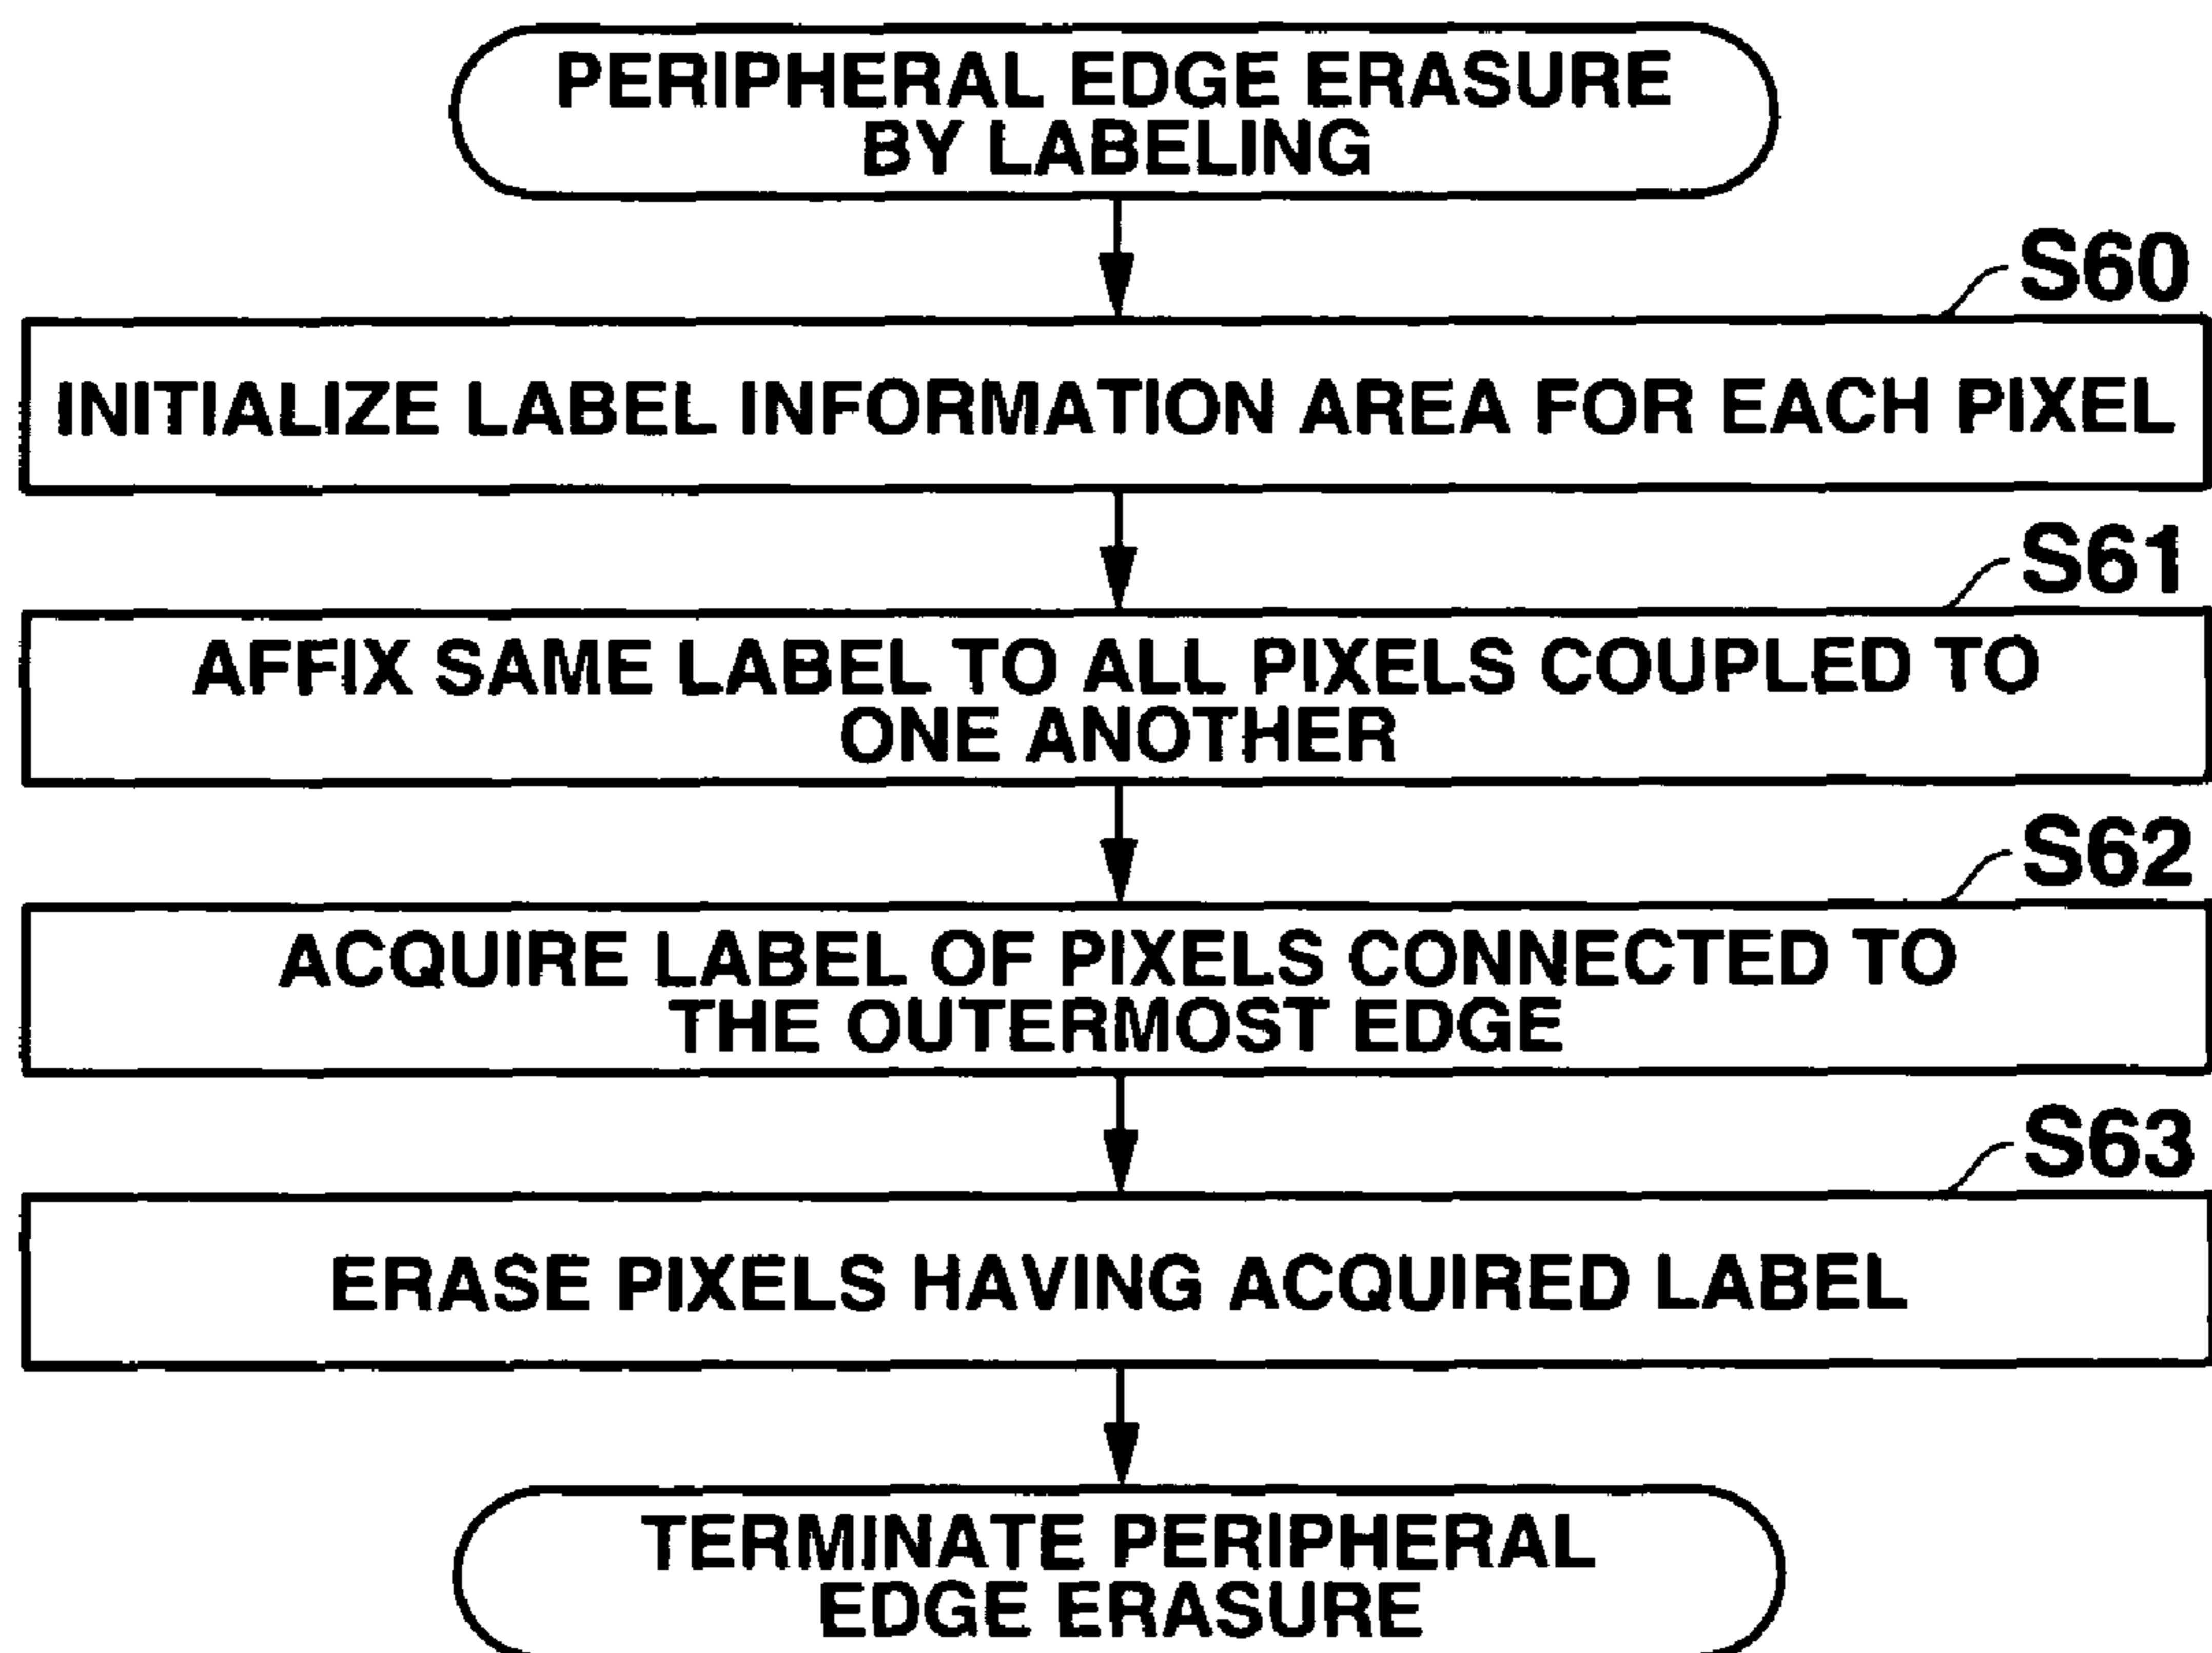 PERIPHERAL EDGE ERASURE
BY LABELING
S60
INITIALIZE LABEL INFORMATION AREA FOR EACH PIXEL
S61
AFFIX SAME LABEL TO ALL PIXELS COUPLED TO
ONE ANOTHER
S62
ACQUIRE LABEL OF PIXELS CONNECTED TO
THE OUTERMOST EDGE
S63
ERASE PIXELS HAVING ACQUIRED LABEL
TERMINATE PERIPHERAL
EDGE ERASURE